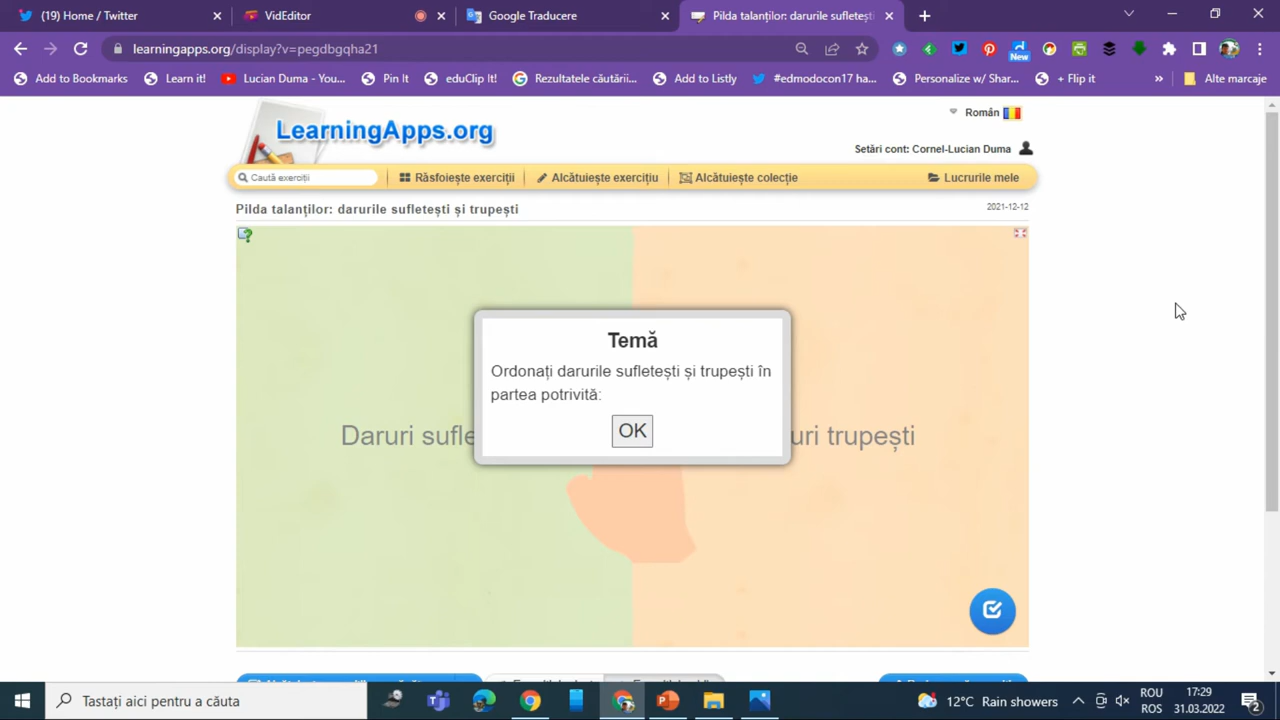 (19) Home / Twitter
VidEditor
Google Traducere
Pilda talanților: darurile sufletești
learningapps.org/display?v=pegdbgqha21
New
Add to Bookmarks
Learn it!
Lucian Duma - You...
Pin It
eduClip It!
Rezultatele căutării...
Add to Listly
#edmodocon17 ha...
Personalize w/ Shar...
+ Flip it
»
Alte marcaje
LearningApps.org
Român
Setări cont: Cornel-Lucian Duma
Caută exerciții
Răsfoiește exerciții
Alcătuiește exercițiu
Alcătuiește colecție
Lucrurile mele
Pilda talanților: darurile sufletești și trupești
2021-12-12
Temă
Ordonați darurile sufletești și trupești în
partea potrivită:
OK
Daruri sufle
uri trupești
Tastați aici pentru a căuta
12°C Rain showers
ROU
ROS
17:29
31.03.2022
2